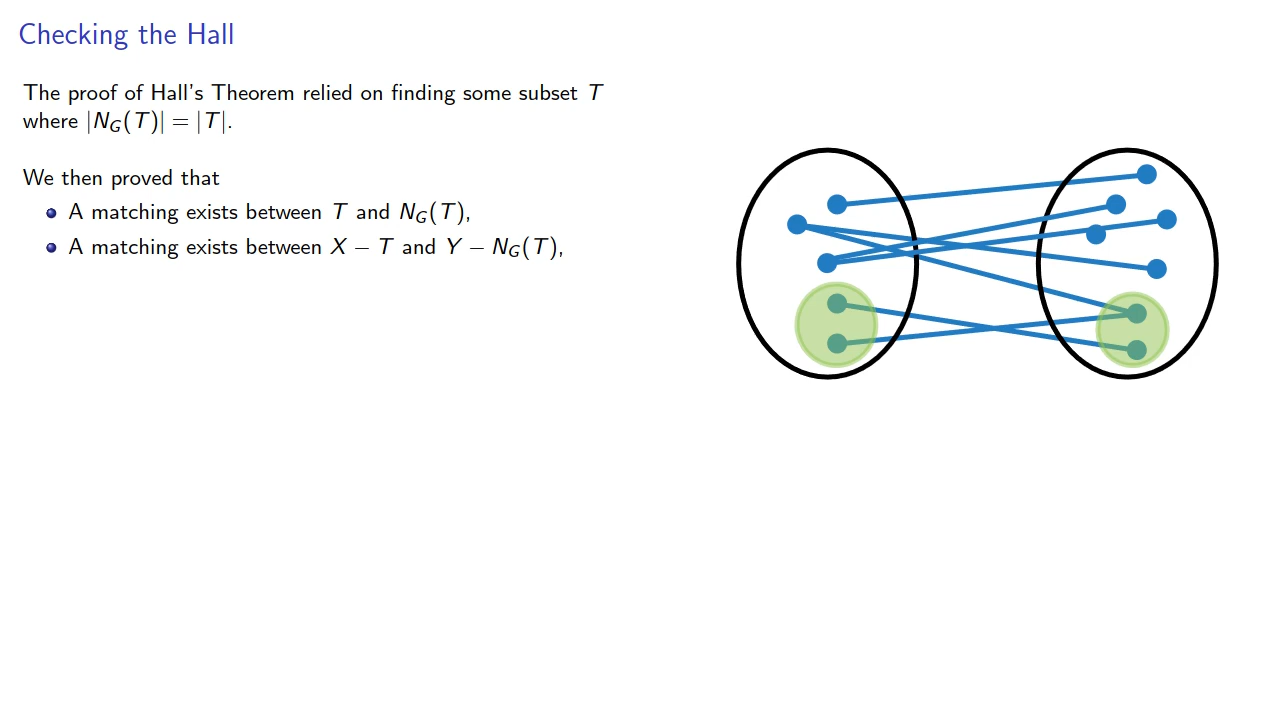 Checking the Hall
The proof of Hall's Theorem relied on finding some subset T
where |N_G(T)| = |T|.
We then proved that
A matching exists between T and N_G(T),
A matching exists between X − T and Y − N_G(T),